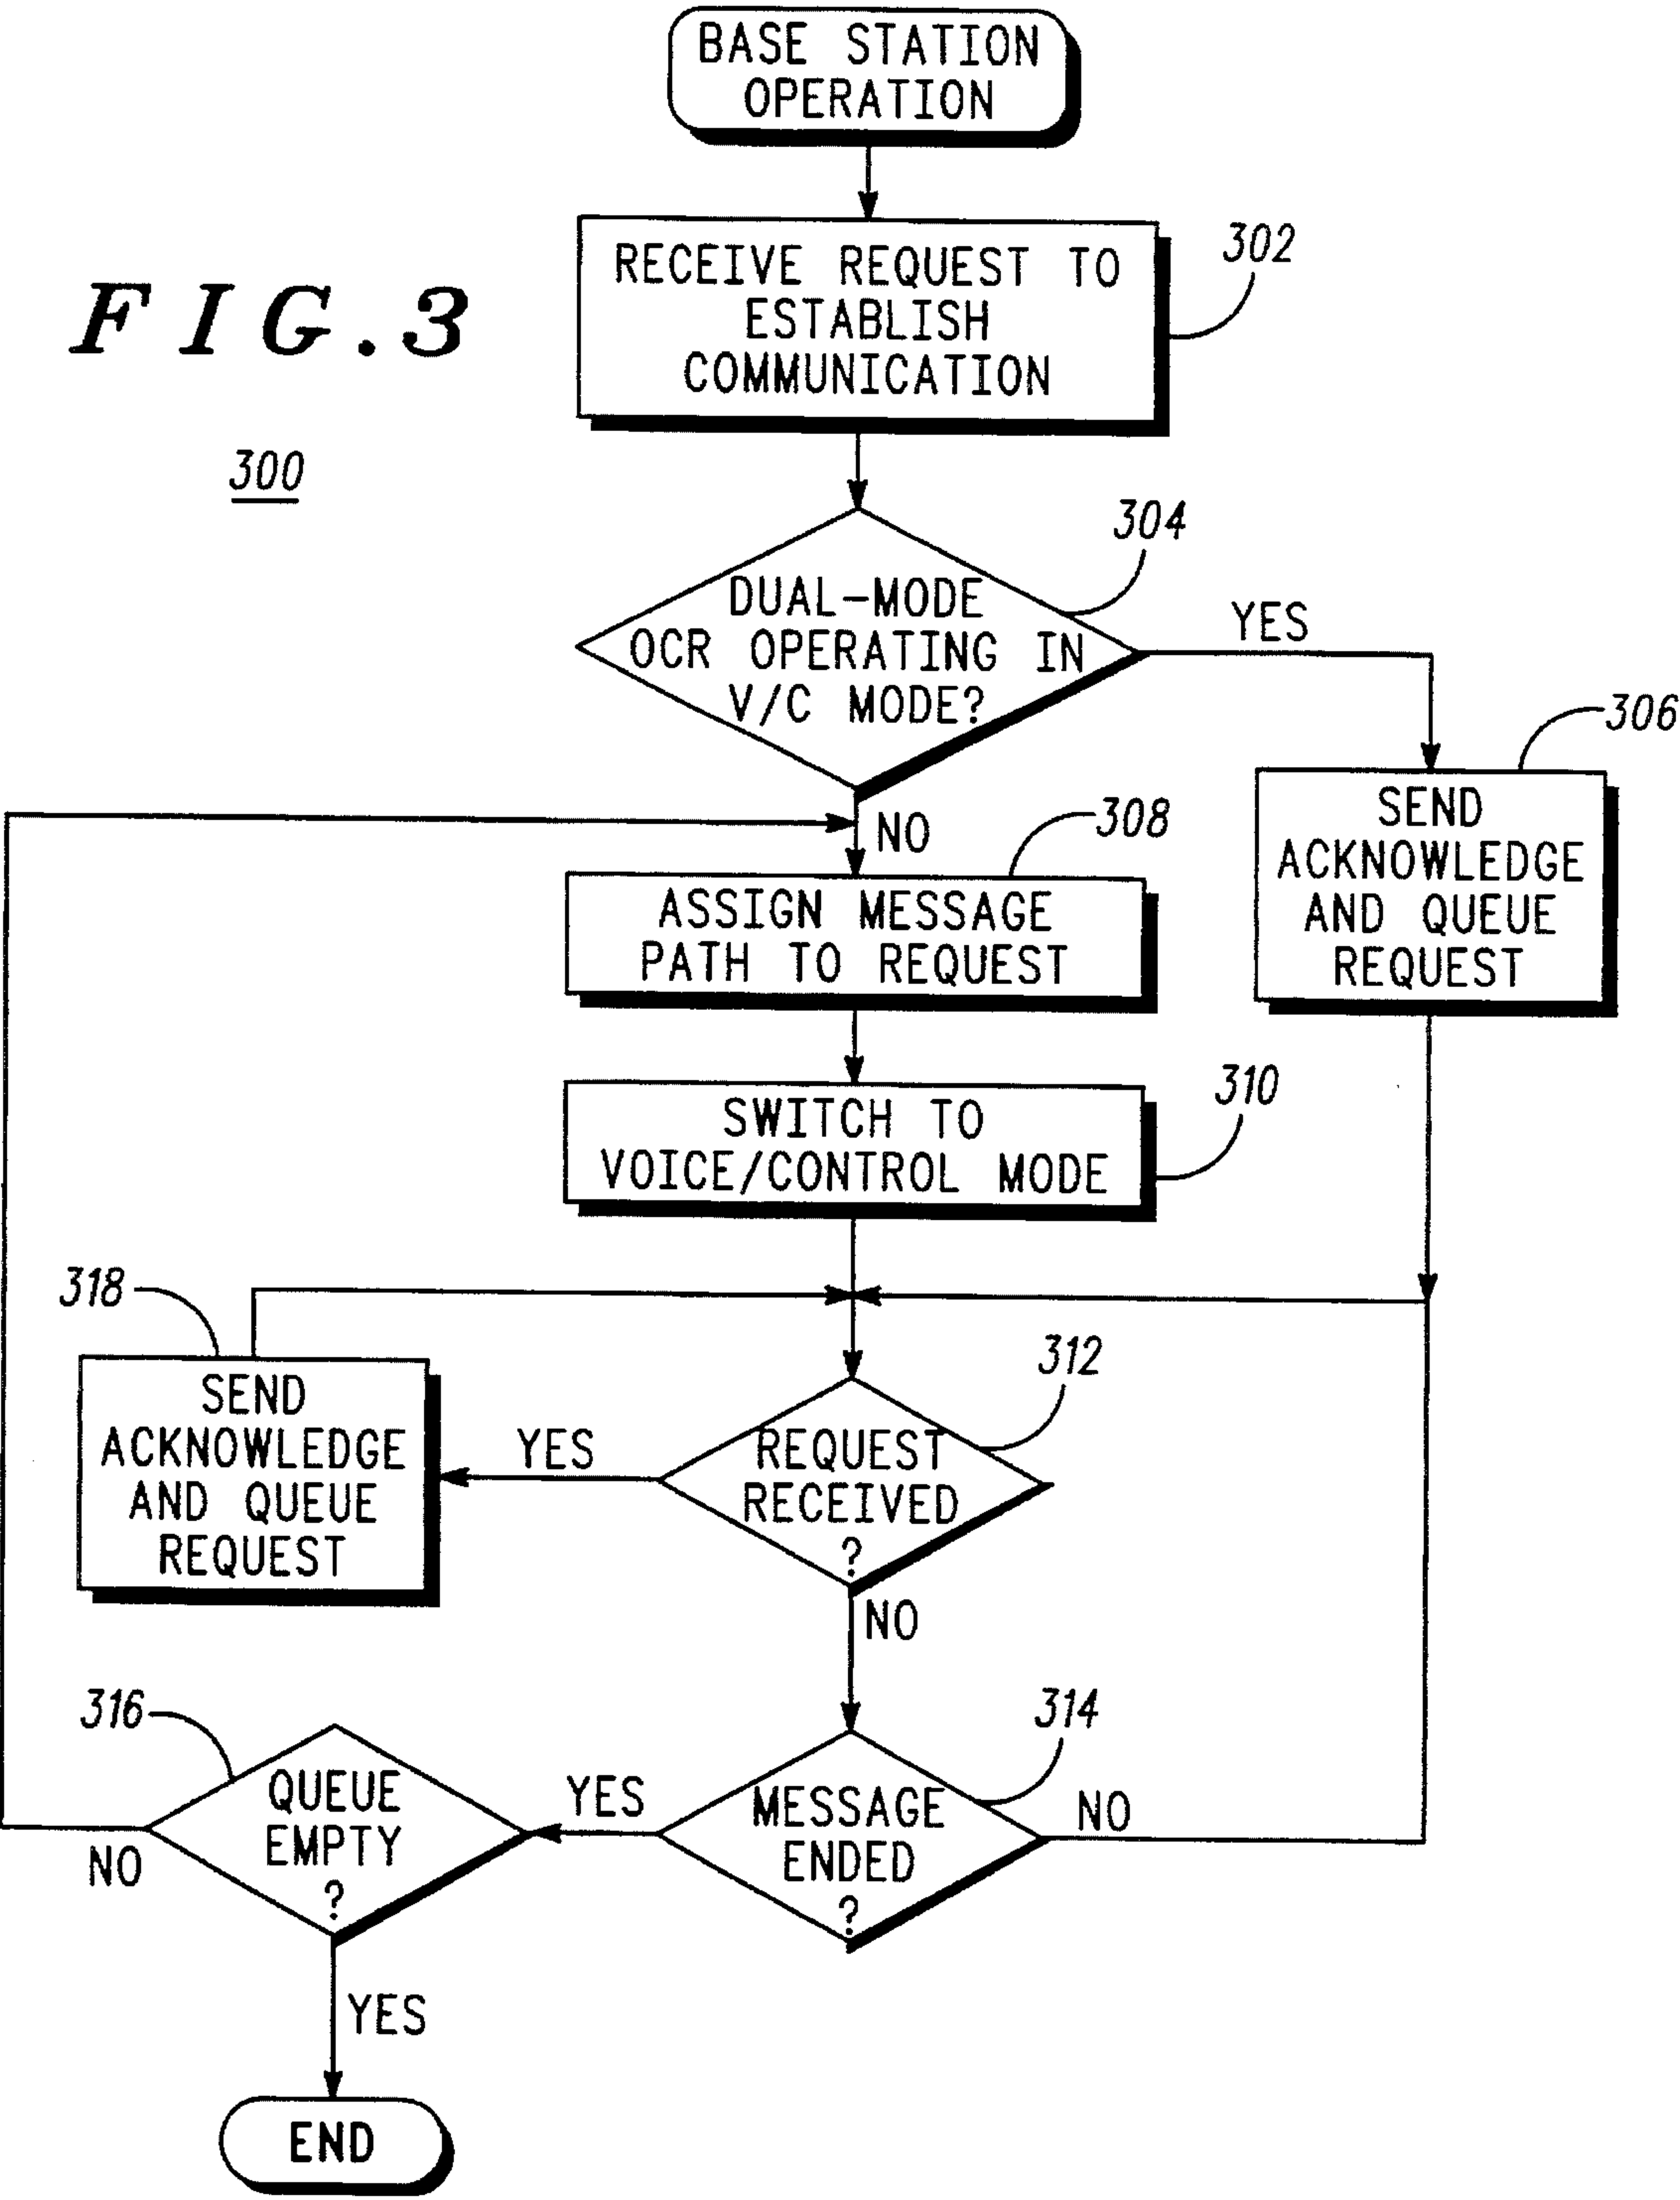 BASE STATION
OPERATION
FIG.3
300
RECEIVE REQUEST TO
ESTABLISH
COMMUNICATION
302
DUAL-MODE
OCR OPERATING IN
V/C MODE?
304
YES
SEND
ACKNOWLEDGE
AND QUEUE
REQUEST
306
NO
ASSIGN MESSAGE
PATH TO REQUEST
308
SWITCH TO
VOICE/CONTROL MODE
310
REQUEST
RECEIVED
?
312
YES
SEND
ACKNOWLEDGE
AND QUEUE
REQUEST
318
NO
MESSAGE
ENDED
?
314
NO
YES
QUEUE
EMPTY
?
316
NO
YES
END